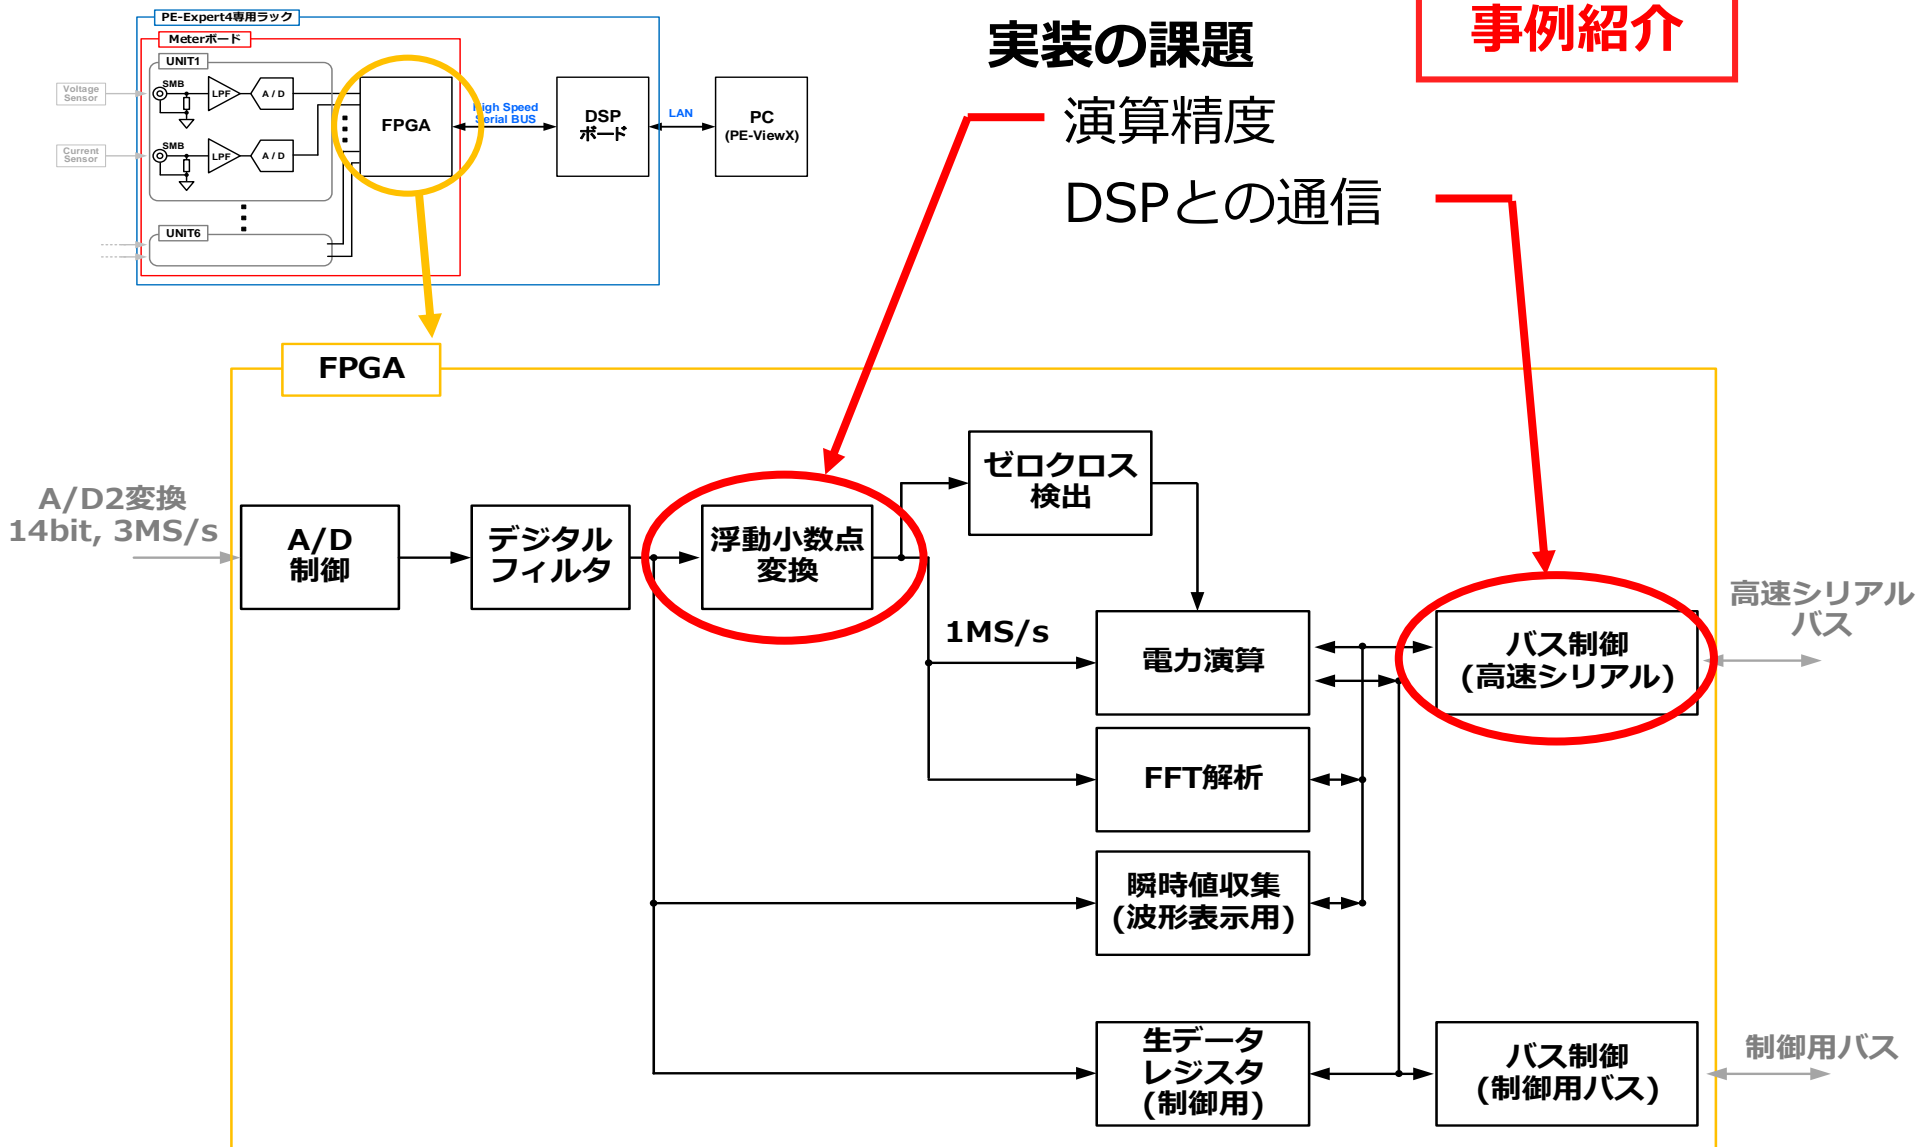 PE-Expert4専用ラック
Meterボード
UNIT1
Voltage
Sensor
SMB
LPF
A / D
Current
Sensor
SMB
LPF
A / D
UNIT6
FPGA
High Speed
Serial BUS
DSP
ボード
LAN
PC
(PE-ViewX)
実装の課題
演算精度
DSPとの通信
事例紹介
FPGA
A/D2変換
14bit, 3MS/s
A/D
制御
デジタル
フィルタ
浮動小数点
変換
ゼロクロス
検出
1MS/s
電力演算
FFT解析
瞬時値収集
(波形表示用)
生データ
レジスタ
(制御用)
バス制御
(高速シリアル)
高速シリアル
バス
バス制御
(制御用バス)
制御用バス